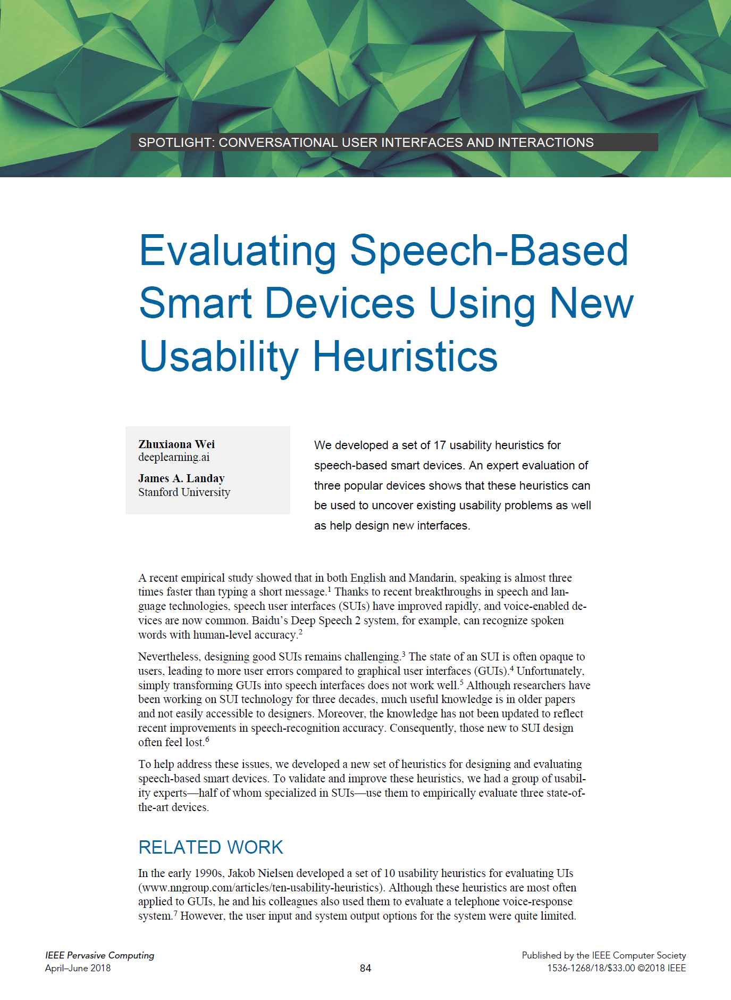 SPOTLIGHT: CONVERSATIONAL USER INTERFACES AND INTERACTIONS
Evaluating Speech-Based
Smart Devices Using New
Usability Heuristics
Zhuxiaona Wei
deeplearning.ai
James A. Landay
Stanford University
We developed a set of 17 usability heuristics for
speech-based smart devices. An expert evaluation of
three popular devices shows that these heuristics can
be used to uncover existing usability problems as well
as help design new interfaces.
A recent empirical study showed that in both English and Mandarin, speaking is almost three
times faster than typing a short message.1 Thanks to recent breakthroughs in speech and lan-
guage technologies, speech user interfaces (SUIs) have improved rapidly, and voice-enabled de-
vices are now common. Baidu’s Deep Speech 2 system, for example, can recognize spoken
words with human-level accuracy.2
Nevertheless, designing good SUIs remains challenging.3 The state of an SUI is often opaque to
users, leading to more user errors compared to graphical user interfaces (GUIs).4 Unfortunately,
simply transforming GUIs into speech interfaces does not work well.5 Although researchers have
been working on SUI technology for three decades, much useful knowledge is in older papers
and not easily accessible to designers. Moreover, the knowledge has not been updated to reflect
recent improvements in speech-recognition accuracy. Consequently, those new to SUI design
often feel lost.6
To help address these issues, we developed a new set of heuristics for designing and evaluating
speech-based smart devices. To validate and improve these heuristics, we had a group of usabil-
ity experts—half of whom specialized in SUIs—use them to empirically evaluate three state-of-
the-art devices.
RELATED WORK
In the early 1990s, Jakob Nielsen developed a set of 10 usability heuristics for evaluating UIs
(www.nngroup.com/articles/ten-usability-heuristics). Although these heuristics are most often
applied to GUIs, he and his colleagues also used them to evaluate a telephone voice-response
system.7 However, the user input and system output options for the system were quite limited.
IEEE Pervasive Computing
April–June 2018
84
Published by the IEEE Computer Society
1536-1268/18/$33.00 ©2018 IEEE